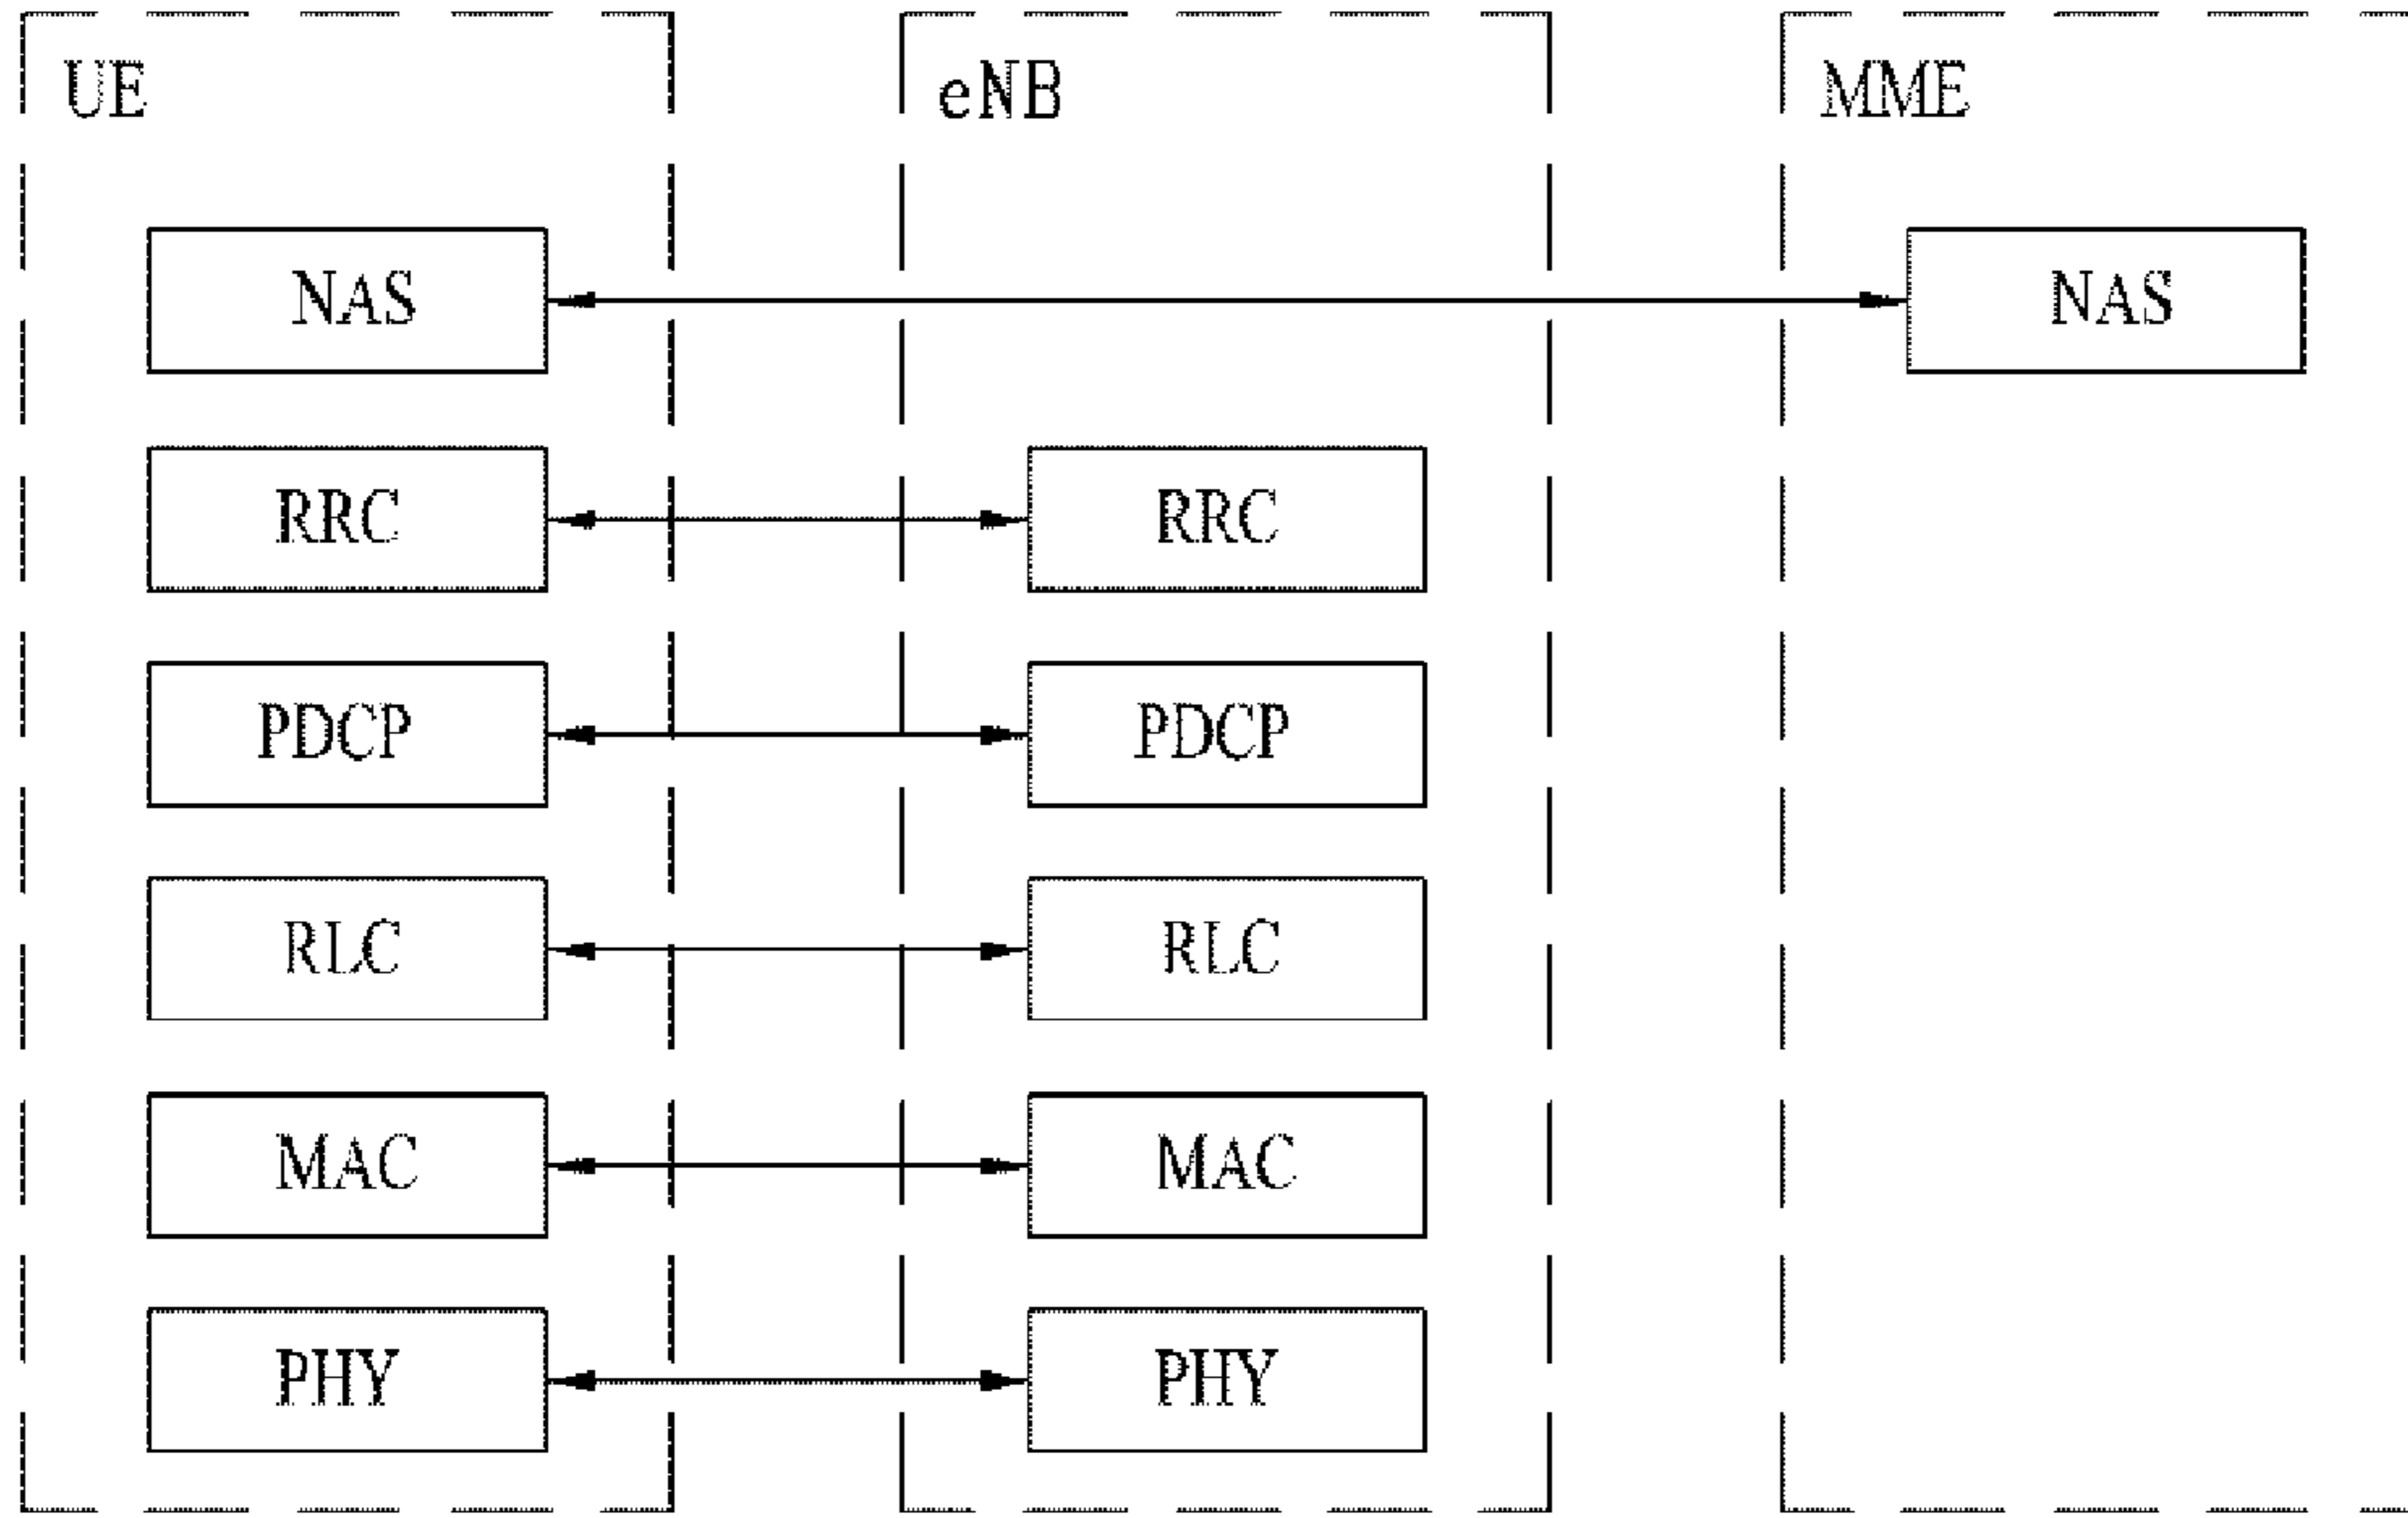 UE eNB MME
NAS NAS
RRC RRC
PDCP PDCP
RLC RLC
MAC MAC
PHY PHY